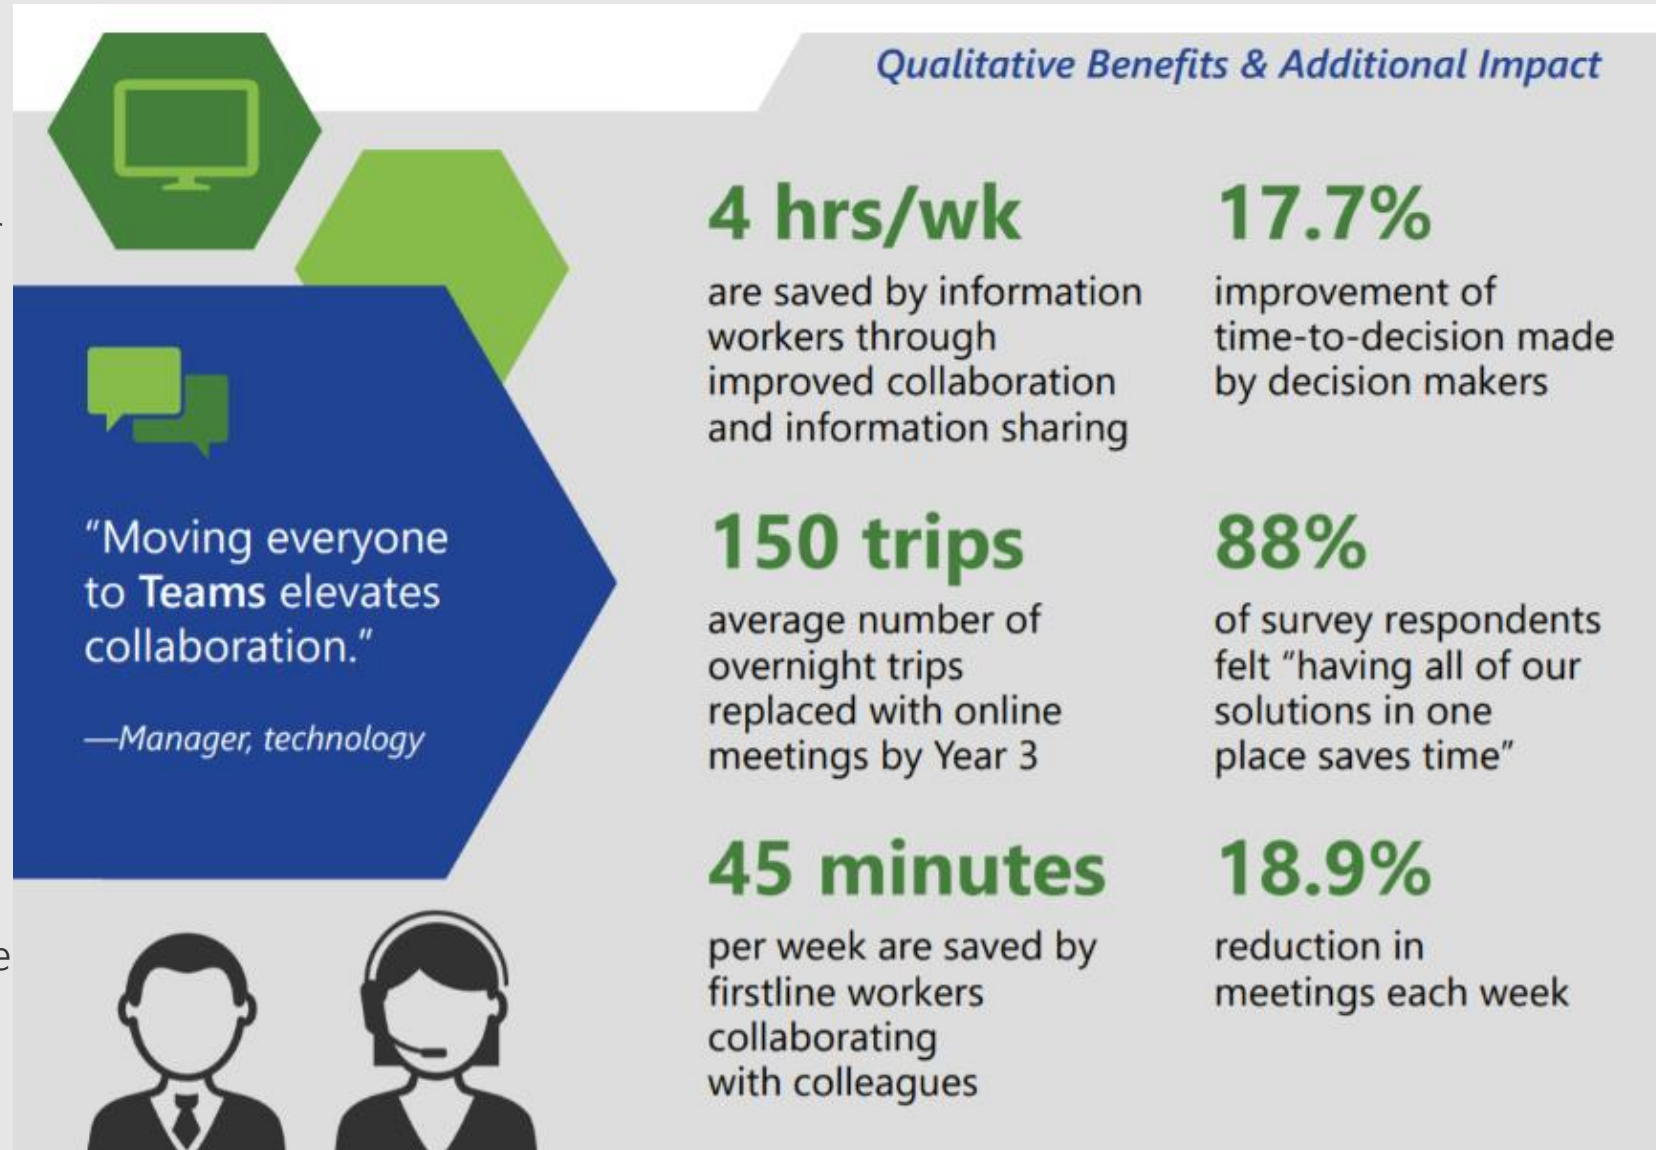 Qualitative Benefits & Additional Impact
“Moving everyone
to Teams elevates
collaboration.”
—Manager, technology
4 hrs/wk
are saved by information
workers through
improved collaboration
and information sharing
17.7%
improvement of
time-to-decision made
by decision makers
150 trips
average number of
overnight trips
replaced with online
meetings by Year 3
88%
of survey respondents
felt “having all of our
solutions in one
place saves time”
45 minutes
per week are saved by
firstline workers
collaborating
with colleagues
18.9%
reduction in
meetings each week